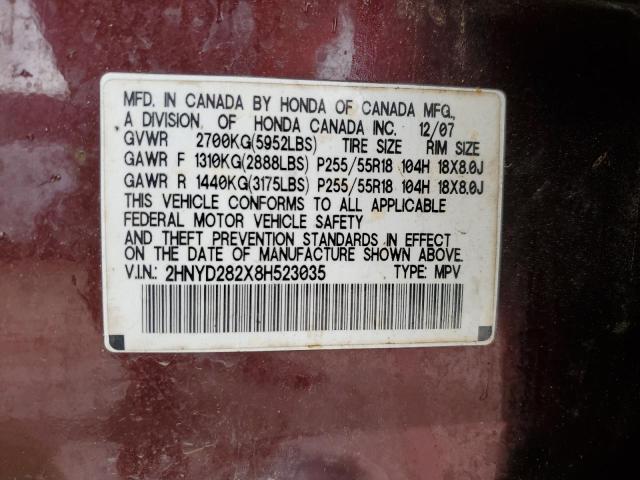 MFD. IN CANADA BY HONDA OF CANADA MFG.,
A DIVISION, OF HONDA CANADA INC. 12/07
GVWR 2700KG(5952LBS) TIRE SIZE RIM SIZE
GAWR F 1310KG(2888LBS) P255/55R18 104H 18X8.0J
GAWR R 1440KG(3175LBS) P255/55R18 104H 18X8.0J
THIS VEHICLE CONFORMS TO ALL APPLICABLE
FEDERAL MOTOR VEHICLE SAFETY
AND THEFT PREVENTION STANDARDS IN EFFECT
ON THE DATE OF MANUFACTURE SHOWN ABOVE.
V.I.N.: 2HNYD282X8H523035 TYPE: MPV